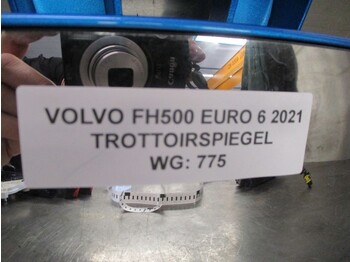 VOLVO FH500 EURO 6 2021
TROTTOIRSPIEGEL
WG: 775